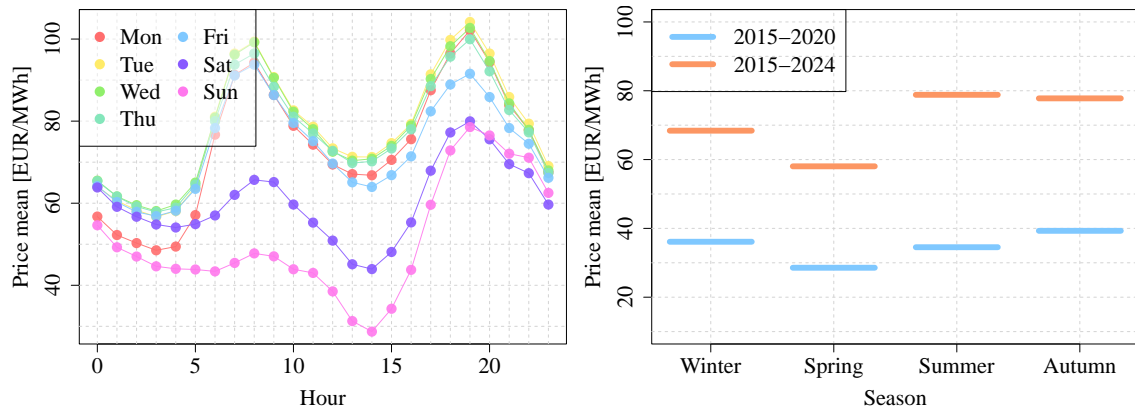 Price mean [EUR/MWh]
100
80
60
40
Mon
Tue
Wed
Thu
Fri
Sat
Sun
0
5
10
15
20
Hour
Price mean [EUR/MWh]
100
80
60
40
20
2015–2020
2015–2024
Winter
Spring
Summer
Autumn
Season